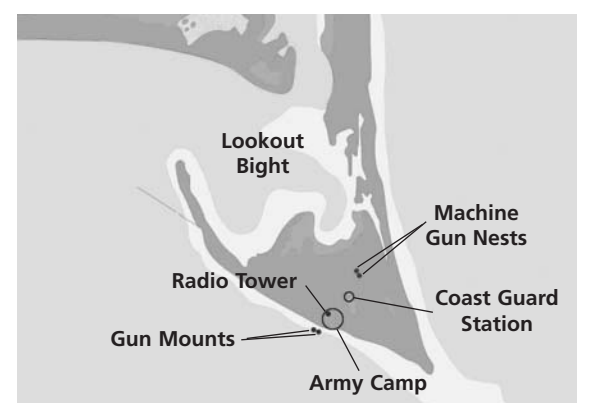 Lookout
Bight
Machine
Gun Nests
Radio Tower
Coast Guard
Station
Gun Mounts
Army Camp